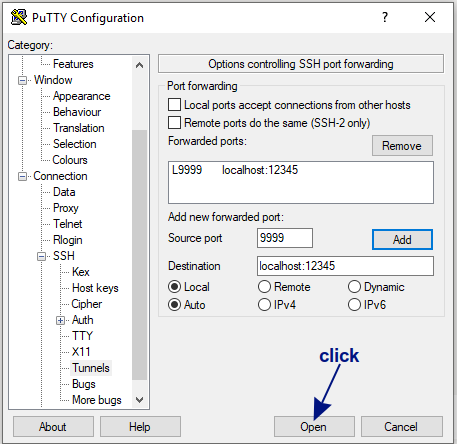 PuTTY Configuration
Category:
Features
Window
Appearance
Behaviour
Translation
Selection
Colours
Connection
Data
Proxy
Telnet
Rlogin
SSH
Kex
Host keys
Cipher
Auth
TTY
X11
Tunnels
Bugs
More bugs
Options controlling SSH port forwarding
Port forwarding
Local ports accept connections from other hosts
Remote ports do the same (SSH-2 only)
Forwarded ports:
Remove
L9999 localhost:12345
Add new forwarded port:
Source port 9999 Add
Destination localhost:12345
Local Remote Dynamic
Auto IPv4 IPv6
click
About Help Open Cancel